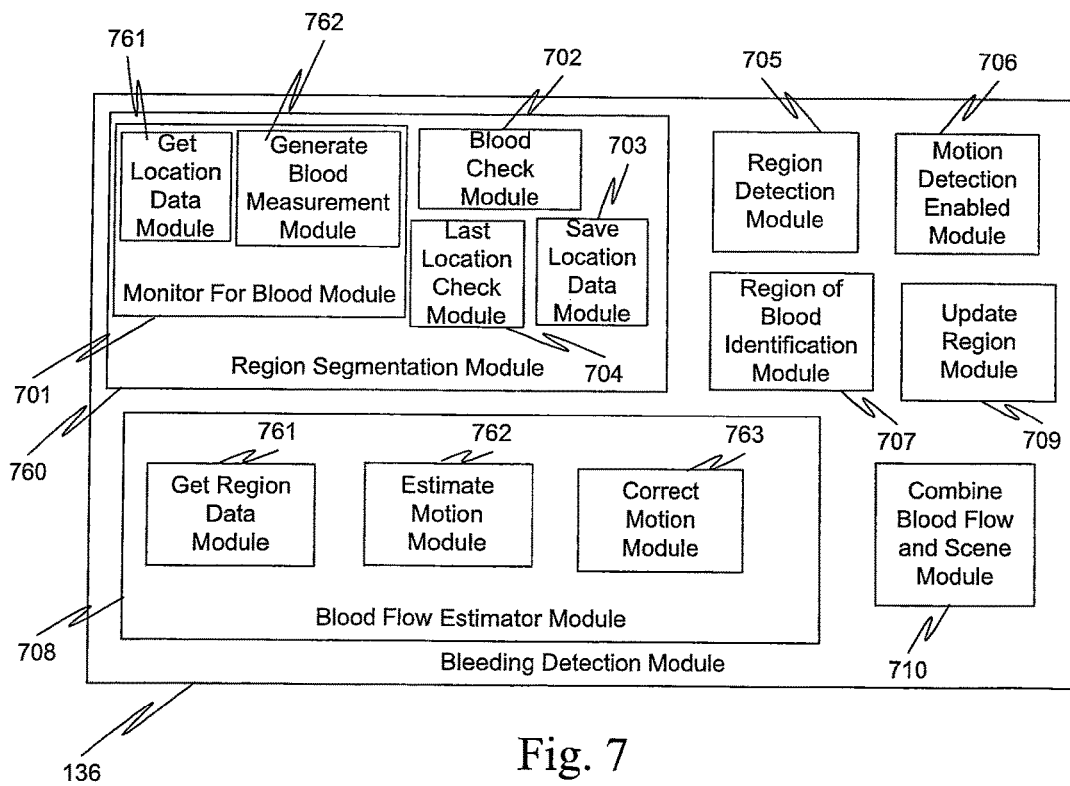 761
762
702
705
706
Get
Location
Data
Module
Generate
Blood
Measurement
Module
Blood
Check
Module
703
Region
Detection
Module
Motion
Detection
Enabled
Module
Last
Location
Check
Module
Save
Location
Data
Module
Monitor For Blood Module
Region of
Blood
Identification
Module
Update
Region
Module
701
Region Segmentation Module
704
760
761
762
763
707
709
Get Region
Data
Module
Estimate
Motion
Module
Correct
Motion
Module
Combine
Blood Flow
and Scene
Module
Blood Flow Estimator Module
708
Bleeding Detection Module
710
136
Fig. 7